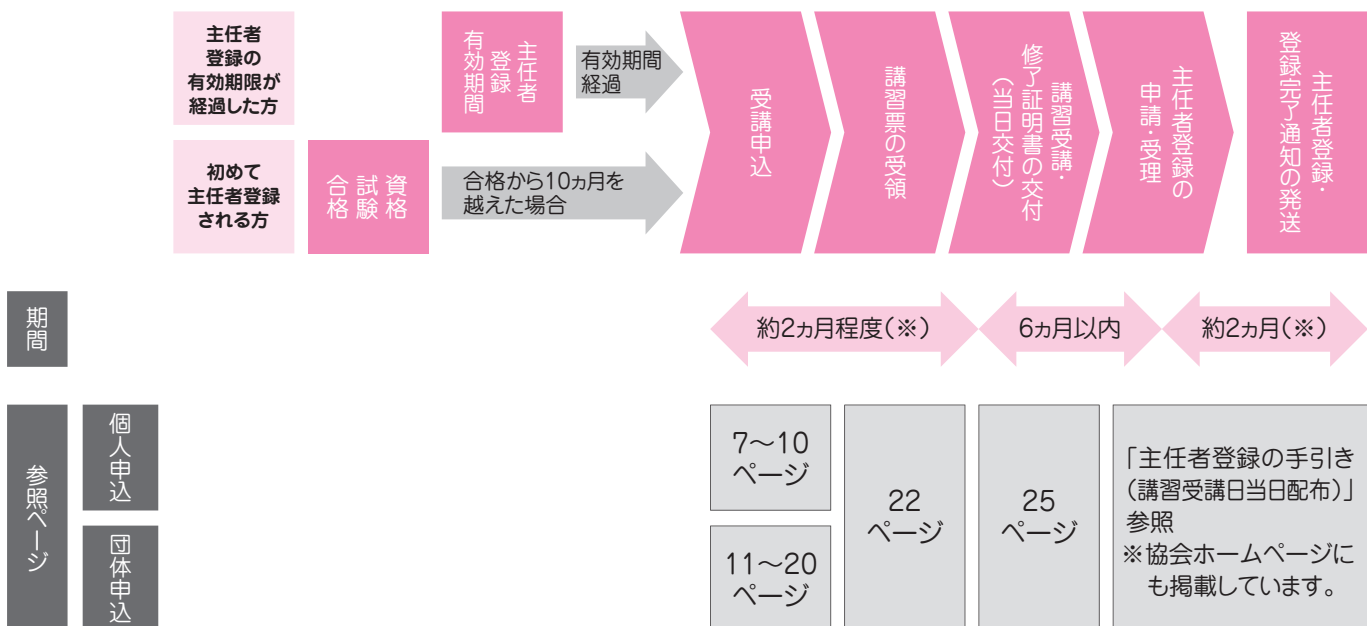 主任者
登録の
有効期限が
経過した方
主任者
登録
有効期間
有効期間
経過
初めて
主任者登録
される方
資格
試験
合格
合格から10ヵ月を
越えた場合
受講申込
講習票の受領
講習受講・
修了証明書の交付
（当日交付）
主任者登録の
申請・受理
主任者登録・
登録完了通知の発送
期間
約2ヵ月程度（※）
6ヵ月以内
約2ヵ月（※）
参照ページ
個人申込
団体申込
7〜10
ページ
11〜20
ページ
22
ページ
25
ページ
「主任者登録の手引き
（講習受講日当日配布）」
参照
※協会ホームページに
も掲載しています。